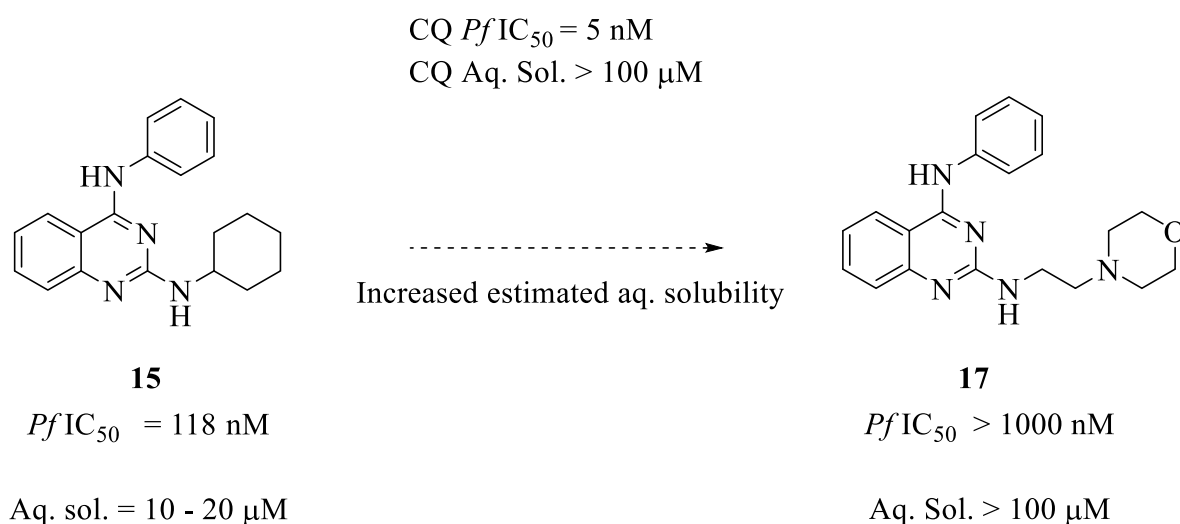 CQ Pf IC50 = 5 nM
CQ Aq. Sol. > 100 μM
HN
N
N
N
H
Increased estimated aq. solubility
HN
N
N
N
H
N
O
15
Pf IC50 = 118 nM
Aq. sol. = 10 - 20 μM
17
Pf IC50 > 1000 nM
Aq. Sol. > 100 μM